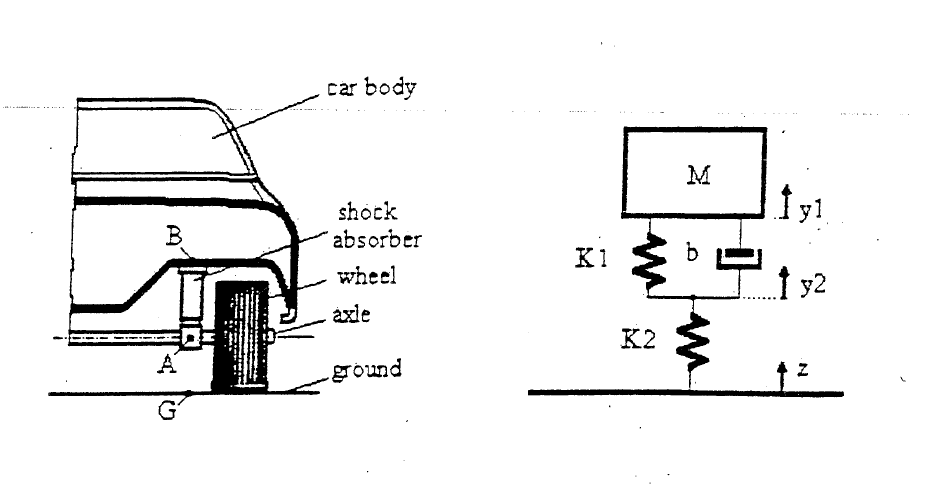 car body
shock
absorber
B
wheel
axle
A
ground
G
M
y1
K1
b
y2
K2
z